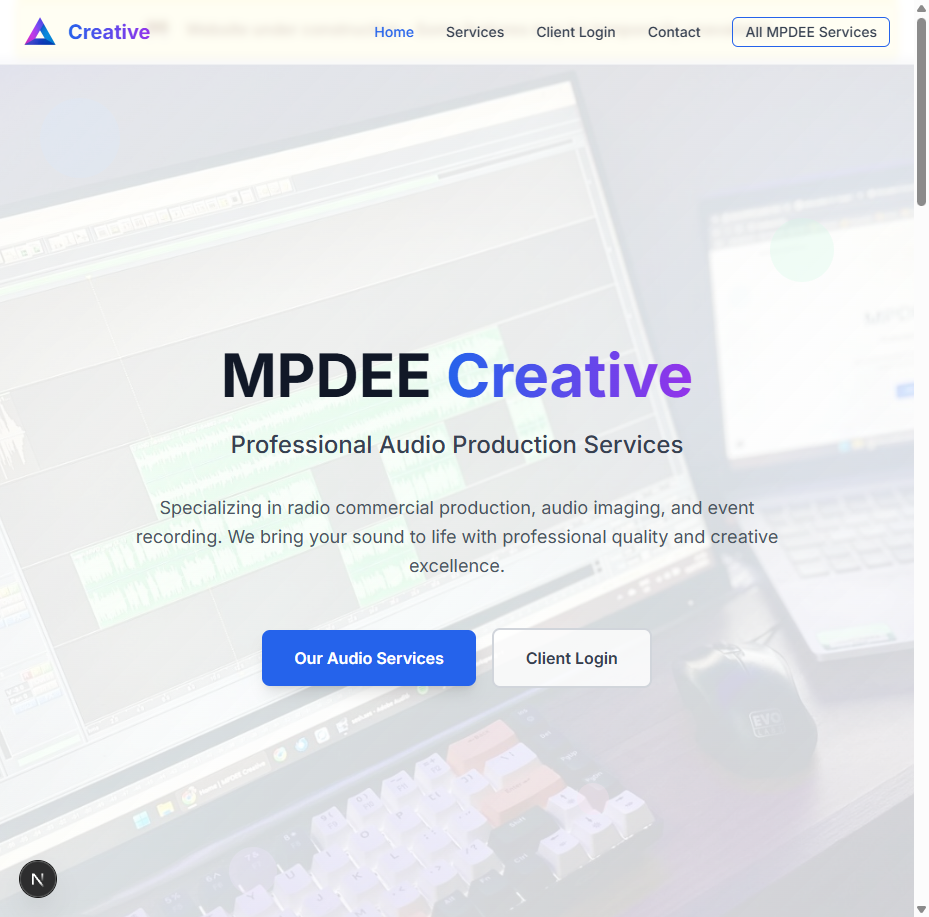 Creative
Home
Services
Client Login
Contact
All MPDEE Services
MPDEE Creative
Professional Audio Production Services
Specializing in radio commercial production, audio imaging, and event
recording. We bring your sound to life with professional quality and creative
excellence.
Our Audio Services
Client Login
EVO
N